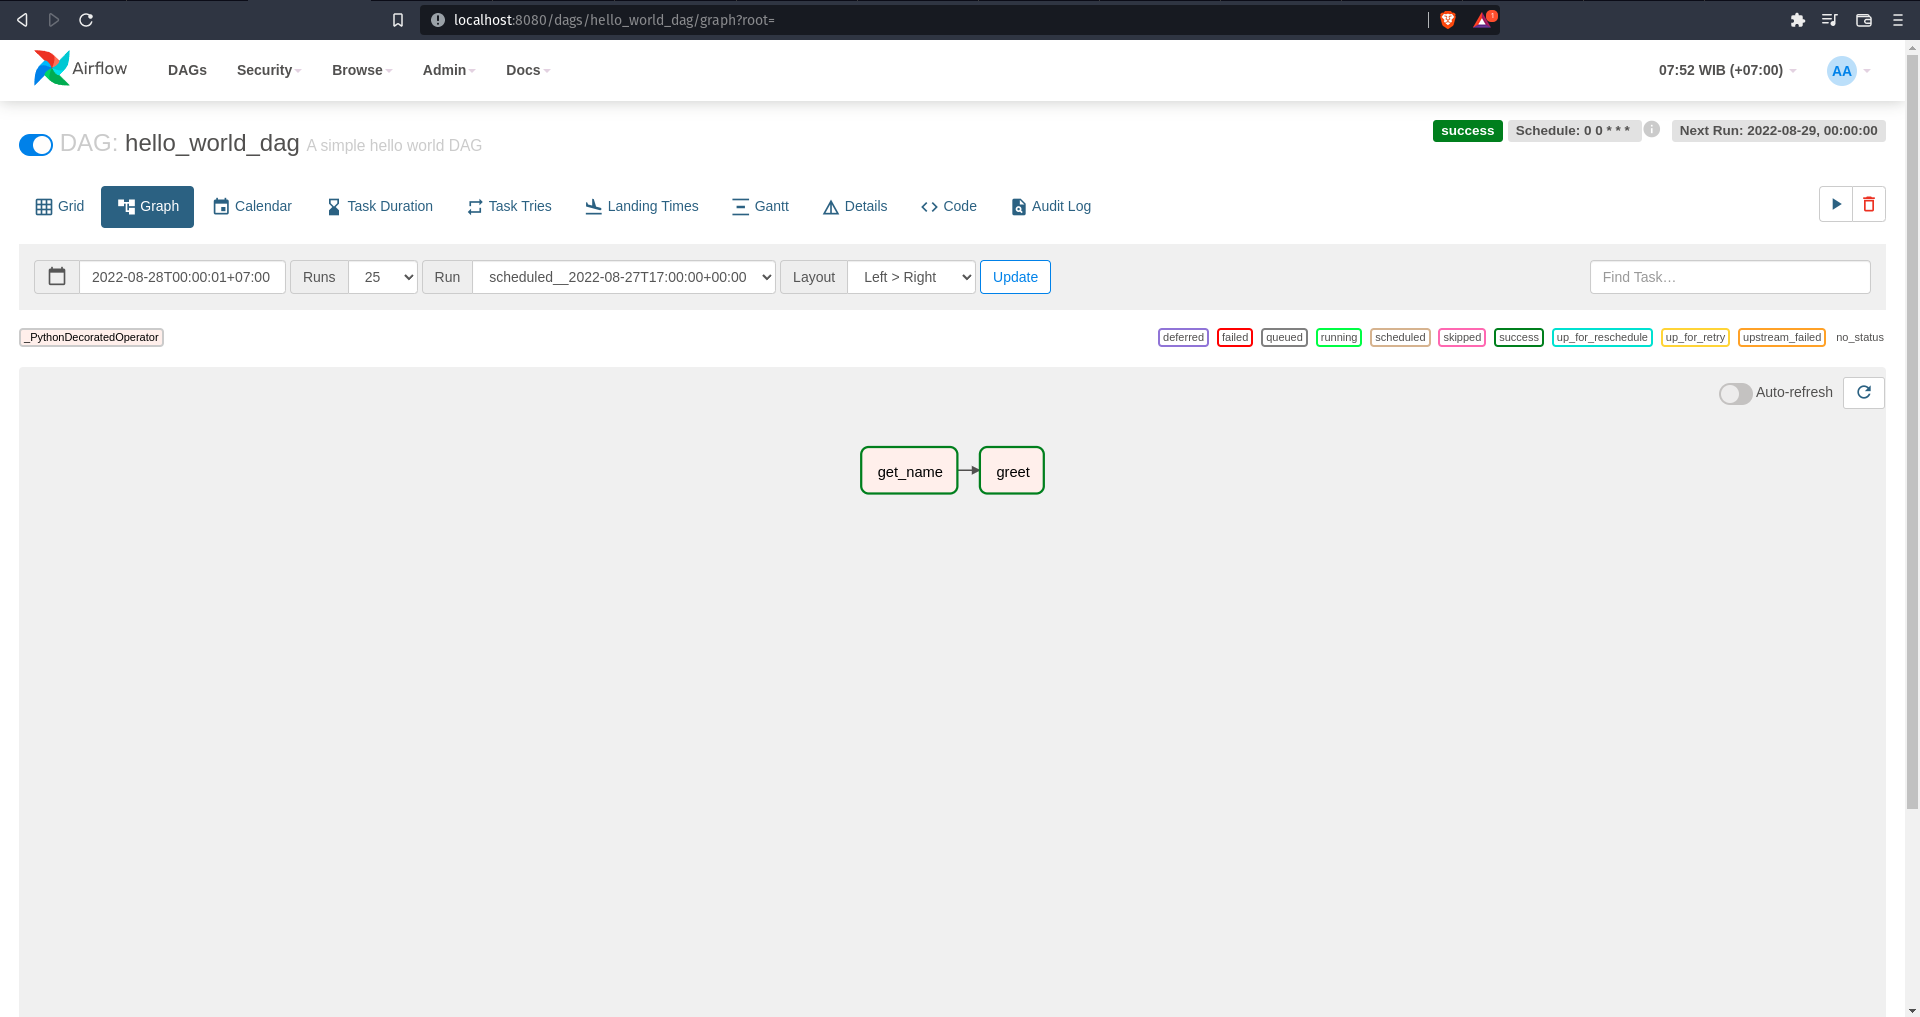 localhost:8080/dags/hello_world_dag/graph?root=
1
Airflow DAGs Security Browse Admin Docs 07:52 WIB (+07:00) AA
DAG: hello_world_dag A simple hello world DAG success Schedule: 0 0 * * * i Next Run: 2022-08-29, 00:00:00
Grid Graph Calendar Task Duration Task Tries Landing Times Gantt Details Code Audit Log
2022-08-28T00:00:01+07:00 Runs 25 Run scheduled__2022-08-27T17:00:00+00:00 Layout Left > Right Update Find Task…
_PythonDecoratedOperator deferred failed queued running scheduled skipped success up_for_reschedule up_for_retry upstream_failed no_status
Auto-refresh
get_name greet